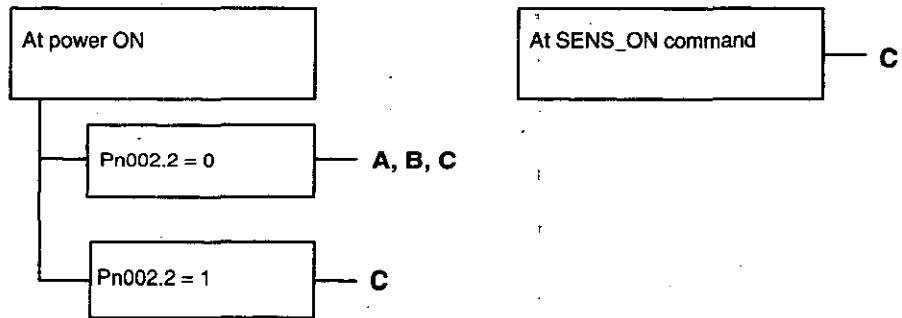 At power ON
Pn002.2 = 0
A, B, C
Pn002.2 = 1
C
At SENS_ON command
C